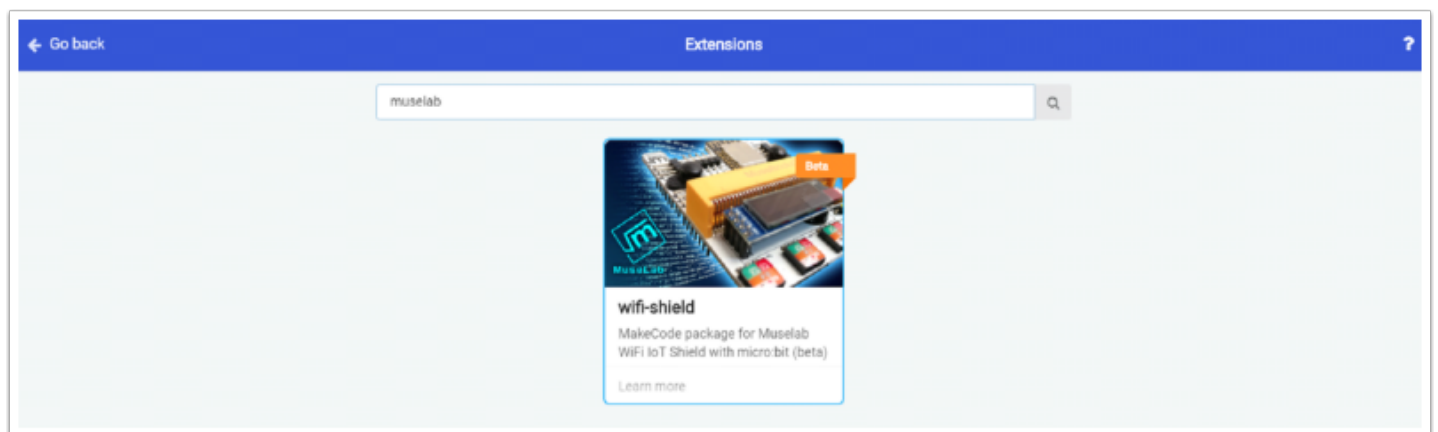 Go back
Extensions
?
muselab
Beta
MuseLab
wifi-shield
MakeCode package for Muselab
WiFi IoT Shield with micro:bit (beta)
Learn more